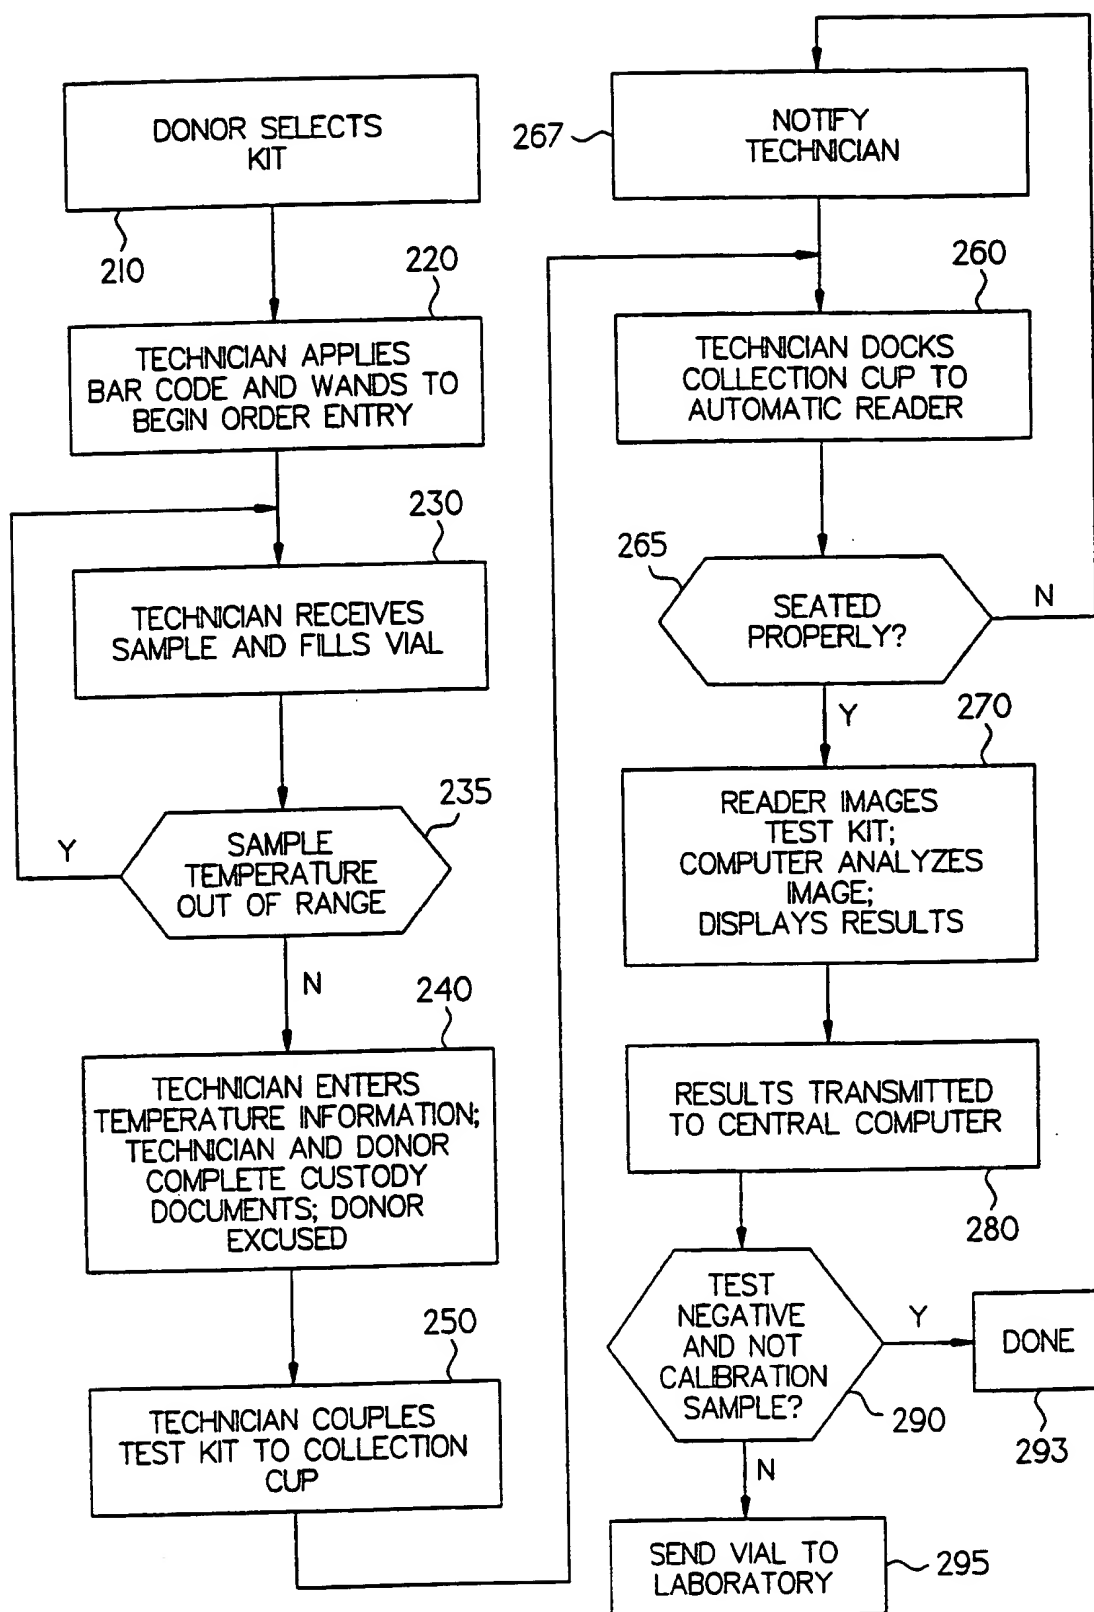 DONOR SELECTS
KIT
210
220
TECHNICIAN APPLIES
BAR CODE AND WANDS TO
BEGIN ORDER ENTRY
230
TECHNICIAN RECEIVES
SAMPLE AND FILLS VIAL
235
Y
SAMPLE
TEMPERATURE
OUT OF RANGE
N
240
TECHNICIAN ENTERS
TEMPERATURE INFORMATION;
TECHNICIAN AND DONOR
COMPLETE CUSTODY
DOCUMENTS; DONOR
EXCUSED
250
TECHNICIAN COUPLES
TEST KIT TO COLLECTION
CUP
267
NOTIFY
TECHNICIAN
260
TECHNICIAN DOCKS
COLLECTION CUP TO
AUTOMATIC READER
265
SEATED
PROPERLY?
N
Y
270
READER IMAGES
TEST KIT;
COMPUTER ANALYZES
IMAGE;
DISPLAYS RESULTS
RESULTS TRANSMITTED
TO CENTRAL COMPUTER
280
TEST
NEGATIVE
AND NOT
CALIBRATION
SAMPLE?
Y
DONE
290
293
N
SEND VIAL TO
LABORATORY
295